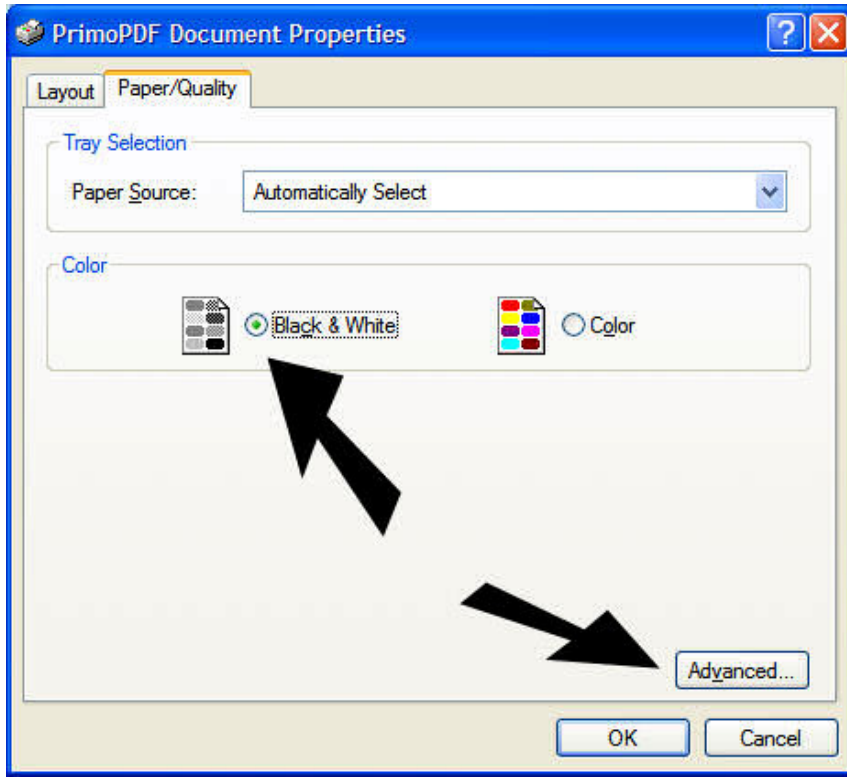 PrimoPDF Document Properties
Layout Paper/Quality
Tray Selection
Paper Source: Automatically Select
Color
Black & White Color
Advanced...
OK Cancel